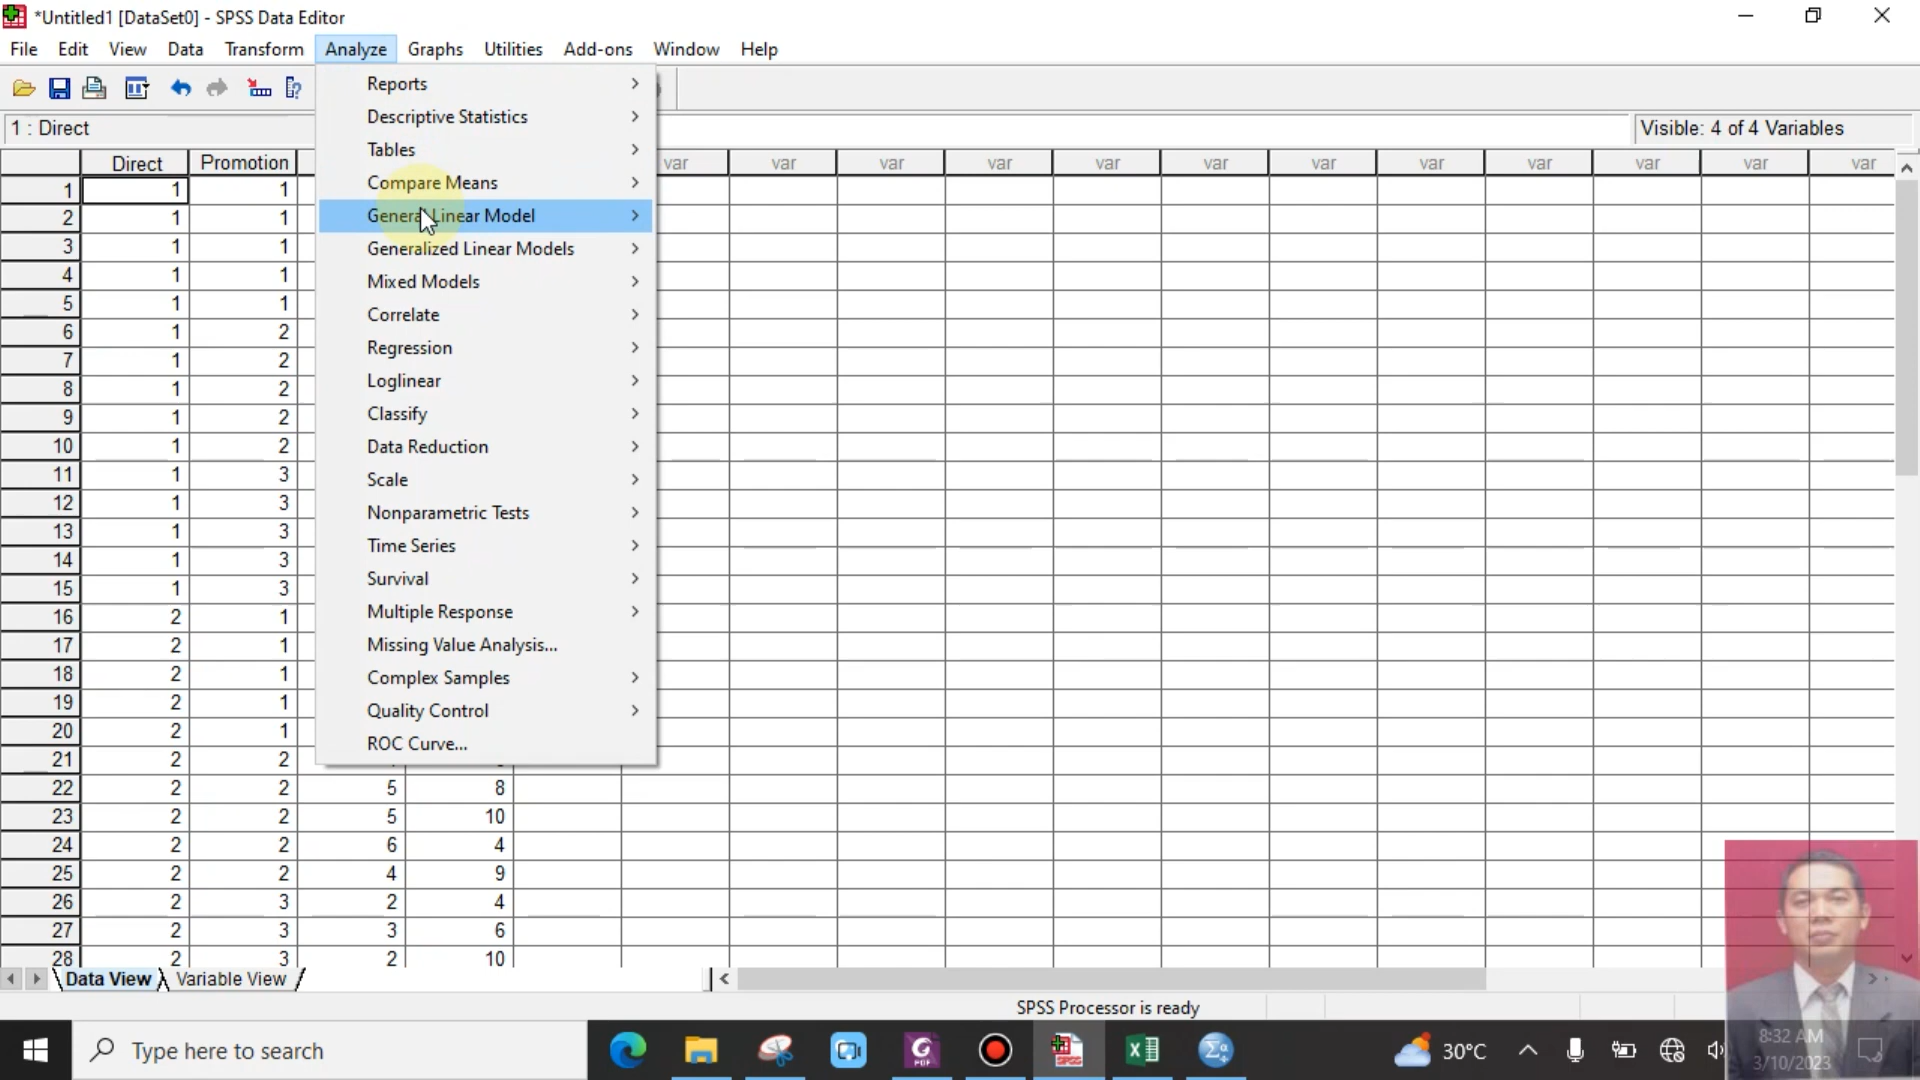 *Untitled1 [DataSet0] - SPSS Data Editor
File Edit View Data Transform Analyze Graphs Utilities Add-ons Window Help
1 : Direct
Visible: 4 of 4 Variables
Direct Promotion var var var var var var var var var var var var
1 1 1
2 1 1
3 1 1
4 1 1
5 1 1
6 1 2
7 1 2
8 1 2
9 1 2
10 1 2
11 1 3
12 1 3
13 1 3
14 1 3
15 1 3
16 2 1
17 2 1
18 2 1
19 2 1
20 2 1
21 2 2
22 2 2 5 8
23 2 2 5 10
24 2 2 6 4
25 2 2 4 9
26 2 3 2 4
27 2 3 3 6
28 2 3 2 10
Reports
Descriptive Statistics
Tables
Compare Means
General Linear Model
Generalized Linear Models
Mixed Models
Correlate
Regression
Loglinear
Classify
Data Reduction
Scale
Nonparametric Tests
Time Series
Survival
Multiple Response
Missing Value Analysis...
Complex Samples
Quality Control
ROC Curve...
Data View Variable View
SPSS Processor is ready
Type here to search
30°C
8:32 AM
3/10/2023